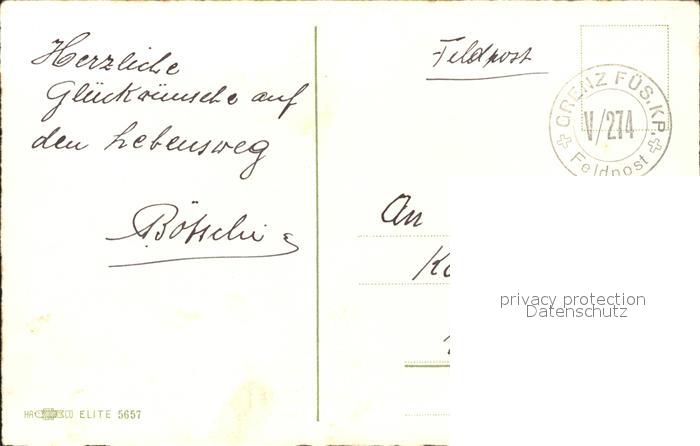 Herzliche
Glückwünsche auf
den Lebensweg
Feldpost
GRENZ FÜS.KP.
V/274
Feldpost
An
privacy protection
Datenschutz
ELITE 5657